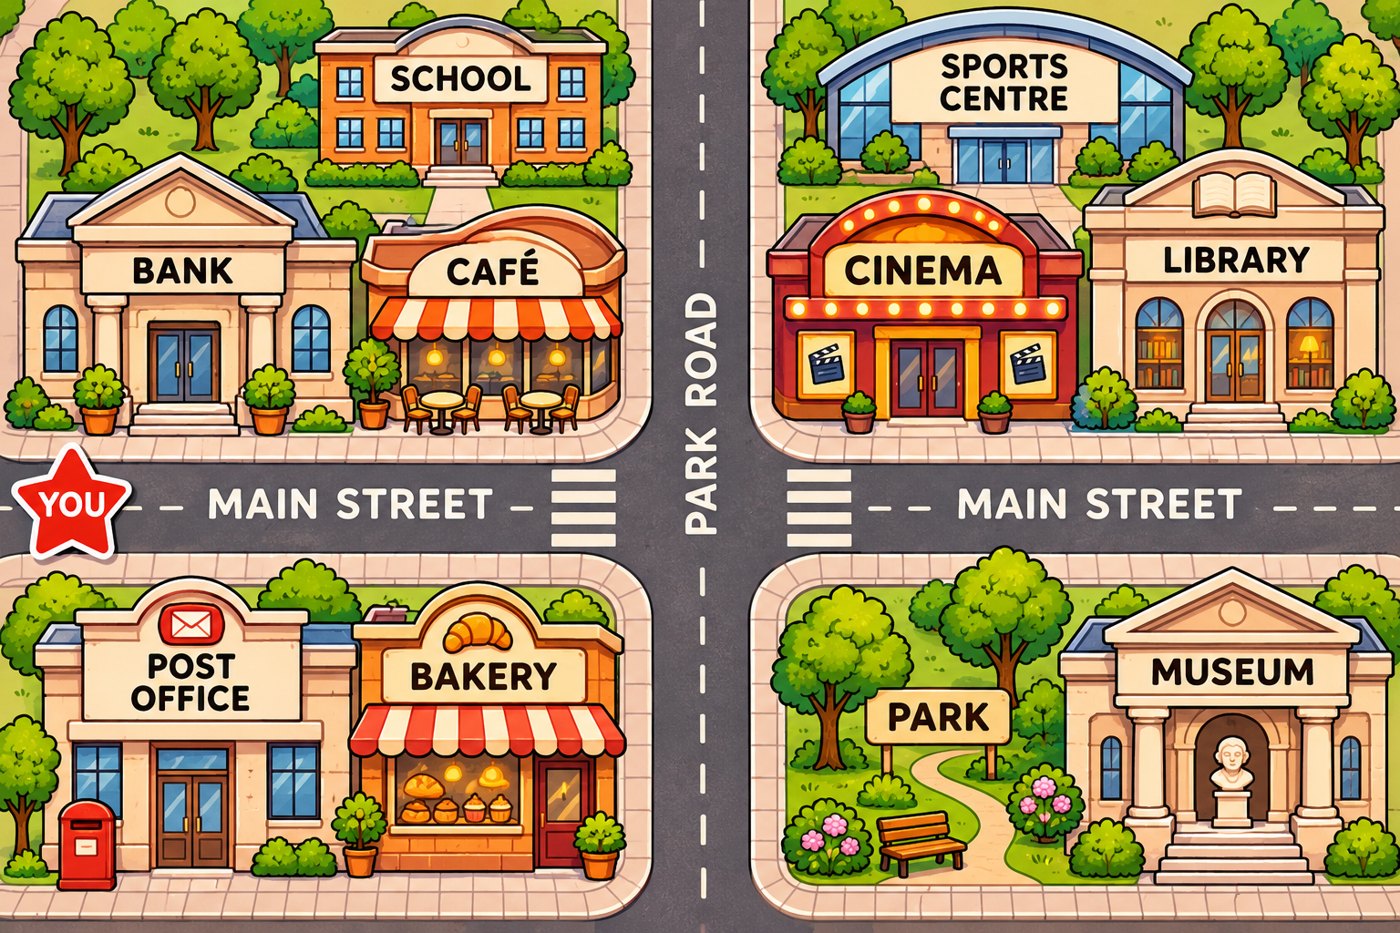 SCHOOL
SPORTS
CENTRE
BANK
CAFÉ
CINEMA
LIBRARY
PARK ROAD
YOU
MAIN STREET
MAIN STREET
POST
OFFICE
BAKERY
PARK
MUSEUM